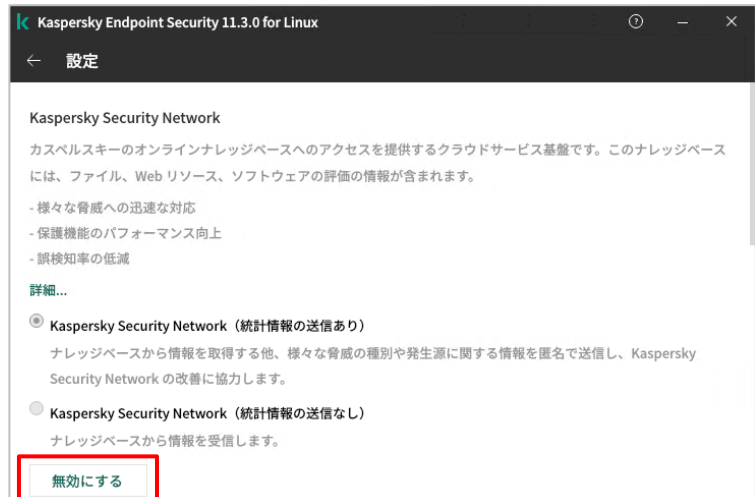 Kaspersky Endpoint Security 11.3.0 for Linux
設定
Kaspersky Security Network
カスペルスキーのオンラインナレッジベースへのアクセスを提供するクラウドサービス基盤です。このナレッジベース
には、ファイル、Web リソース、ソフトウェアの評価の情報が含まれます。
- 様々な脅威への迅速な対応
- 保護機能のパフォーマンス向上
- 誤検知率の低減
詳細...
Kaspersky Security Network（統計情報の送信あり）
ナレッジベースから情報を取得する他、様々な脅威の種別や発生源に関する情報を匿名で送信し、Kaspersky
Security Network の改善に協力します。
Kaspersky Security Network（統計情報の送信なし）
ナレッジベースから情報を受信します。
無効にする